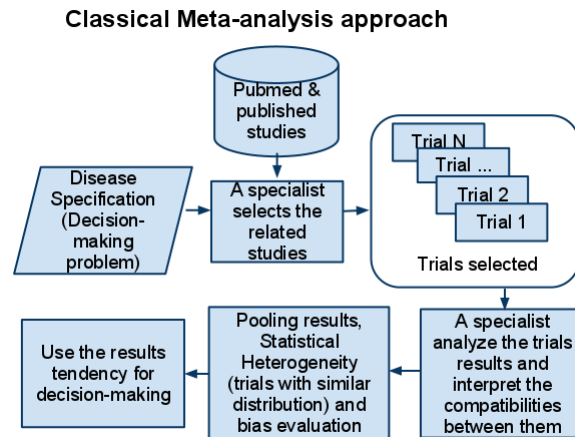 Classical Meta-analysis approach
Pubmed &
published
studies
Disease
Specification
(Decision-
making
problem)
A specialist
selects the
related
studies
Trial N
Trial ...
Trial 2
Trial 1
Trials selected
A specialist
analyze the trials
results and
interpret the
compatibilities
between them
Pooling results,
Statistical
Heterogeneity
(trials with similar
distribution) and
bias evaluation
Use the results
tendency for
decision-making